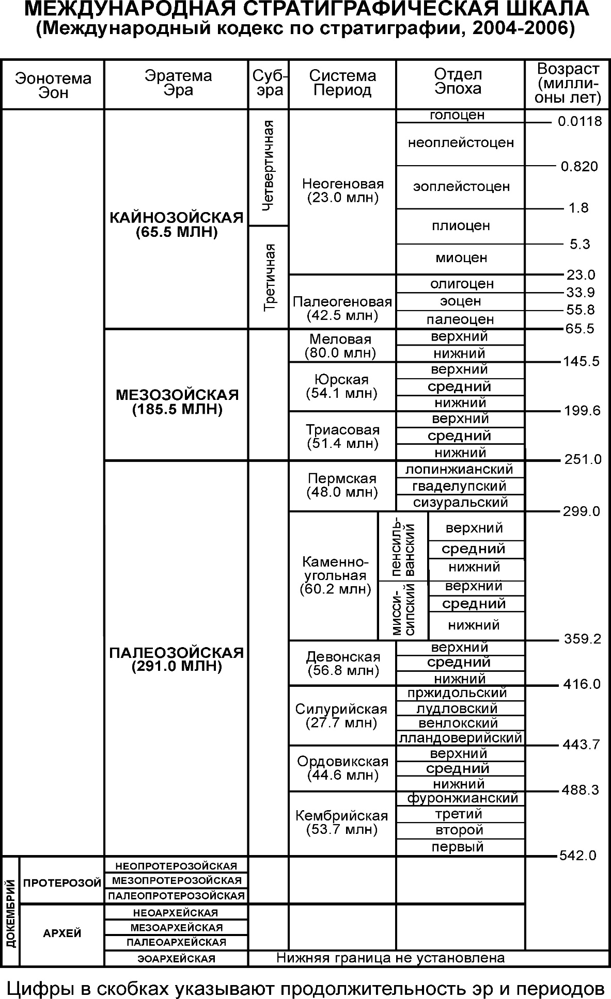 МЕЖДУНАРОДНАЯ СТРАТИГРАФИЧЕСКАЯ ШКАЛА
(Международный кодекс по стратиграфии, 2004-2006)
Эонотема
Эон
Эратема
Эра
Суб-
эра
Система
Период
Отдел
Эпоха
Возраст
(милли-
оны лет)
КАЙНОЗОЙСКАЯ
(65.5 МЛН)
Четвертичная
Третичная
Неогеновая
(23.0 млн)
голоцен
0.0118
неоплейстоцен
0.820
эоплейстоцен
1.8
плиоцен
5.3
миоцен
23.0
Палеогеновая
(42.5 млн)
олигоцен
33.9
эоцен
55.8
палеоцен
65.5
МЕЗОЗОЙСКАЯ
(185.5 МЛН)
Меловая
(80.0 млн)
верхний
нижний
145.5
Юрская
(54.1 млн)
верхний
средний
нижний
199.6
Триасовая
(51.4 млн)
верхний
средний
нижний
251.0
ПАЛЕОЗОЙСКАЯ
(291.0 МЛН)
Пермская
(48.0 млн)
лопинжианский
гваделупский
сизуральский
299.0
Каменно-
угольная
(60.2 млн)
пенсиль-
ванский
верхний
средний
нижний
мисси-
сипский
верхний
средний
нижний
359.2
Девонская
(56.8 млн)
верхний
средний
нижний
416.0
Силурийская
(27.7 млн)
пржидольский
лудловский
венлокский
лландоверийский
443.7
Ордовикская
(44.6 млн)
верхний
средний
нижний
488.3
Кембрийская
(53.7 млн)
фуронжианский
третий
второй
первый
542.0
ДОКЕМБРИЙ
ПРОТЕРОЗОЙ
НЕОПРОТЕРОЗОЙСКАЯ
МЕЗОПРОТЕРОЗОЙСКАЯ
ПАЛЕОПРОТЕРОЗОЙСКАЯ
АРХЕЙ
НЕОАРХЕЙСКАЯ
МЕЗОАРХЕЙСКАЯ
ПАЛЕОАРХЕЙСКАЯ
ЭОАРХЕЙСКАЯ
Нижняя граница не установлена
Цифры в скобках указывают продолжительность эр и периодов